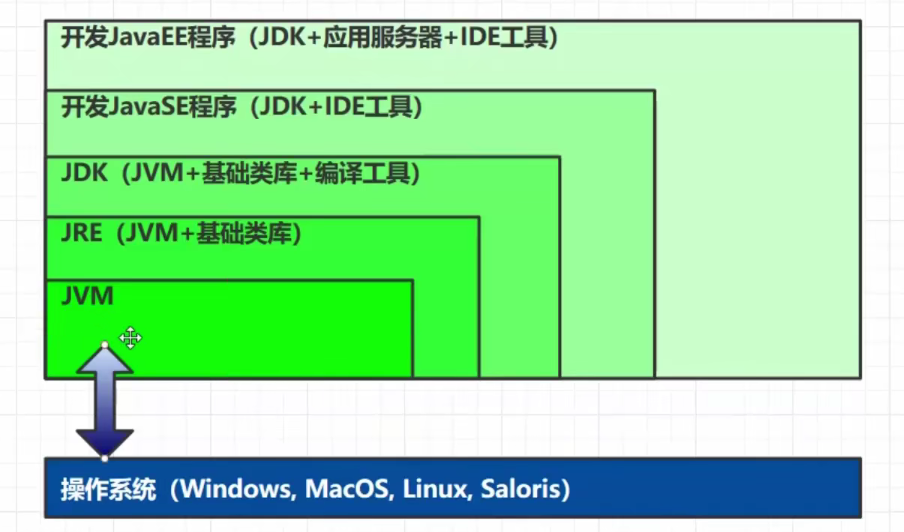 开发JavaEE程序（JDK+应用服务器+IDE工具）
开发JavaSE程序（JDK+IDE工具）
JDK（JVM+基础类库+编译工具）
JRE（JVM+基础类库）
JVM
操作系统（Windows, MacOS, Linux, Saloris）